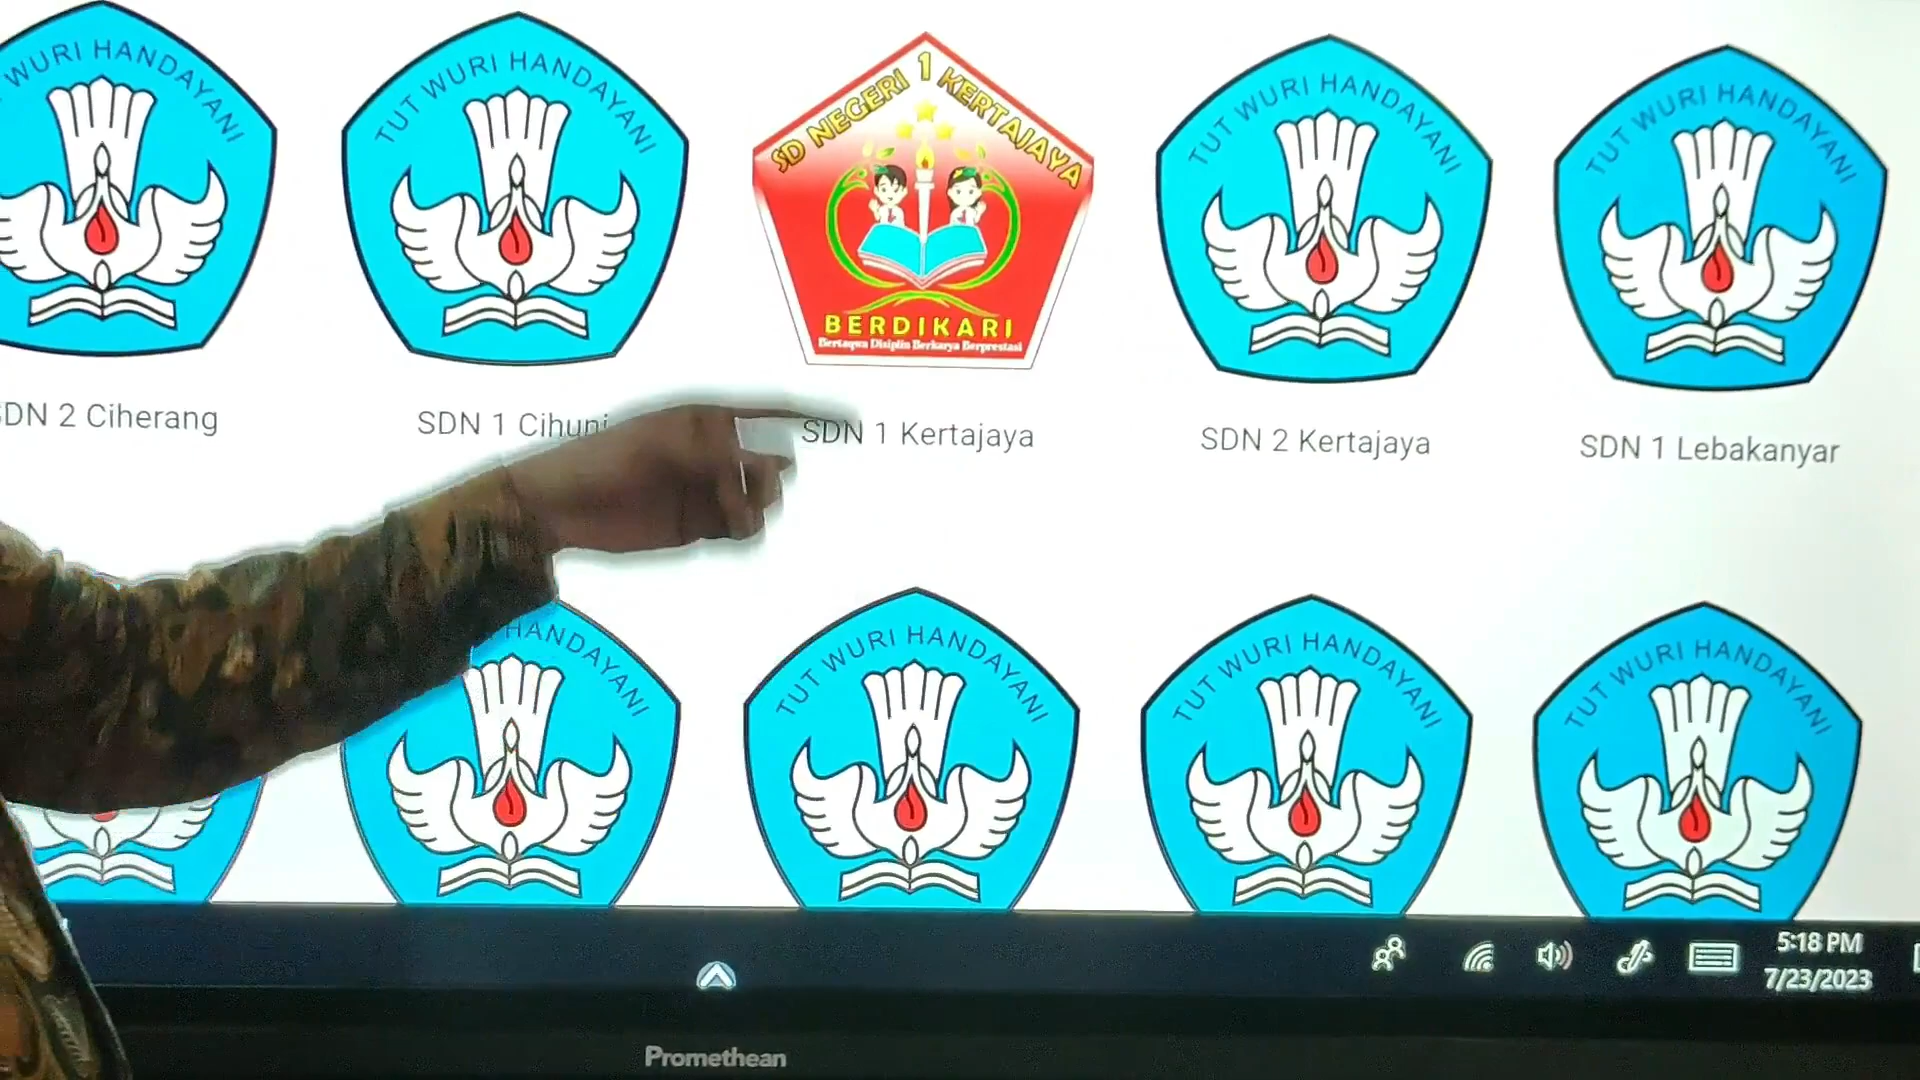 WURI HANDAYANI
TUT WURI HANDAYANI
SD NEGERI 1 KERTAJAYA
BERDIKARI
Bertaqwa Disiplin Berkarya Berprestasi
TUT WURI HANDAYANI
TUT WURI HANDAYANI
SDN 2 Ciherang
SDN 1 Cihuni
SDN 1 Kertajaya
SDN 2 Kertajaya
SDN 1 Lebakanyar
HANDAYANI
TUT WURI HANDAYANI
TUT WURI HANDAYANI
TUT WURI HANDAYANI
5:18 PM
7/23/2023
Promethean